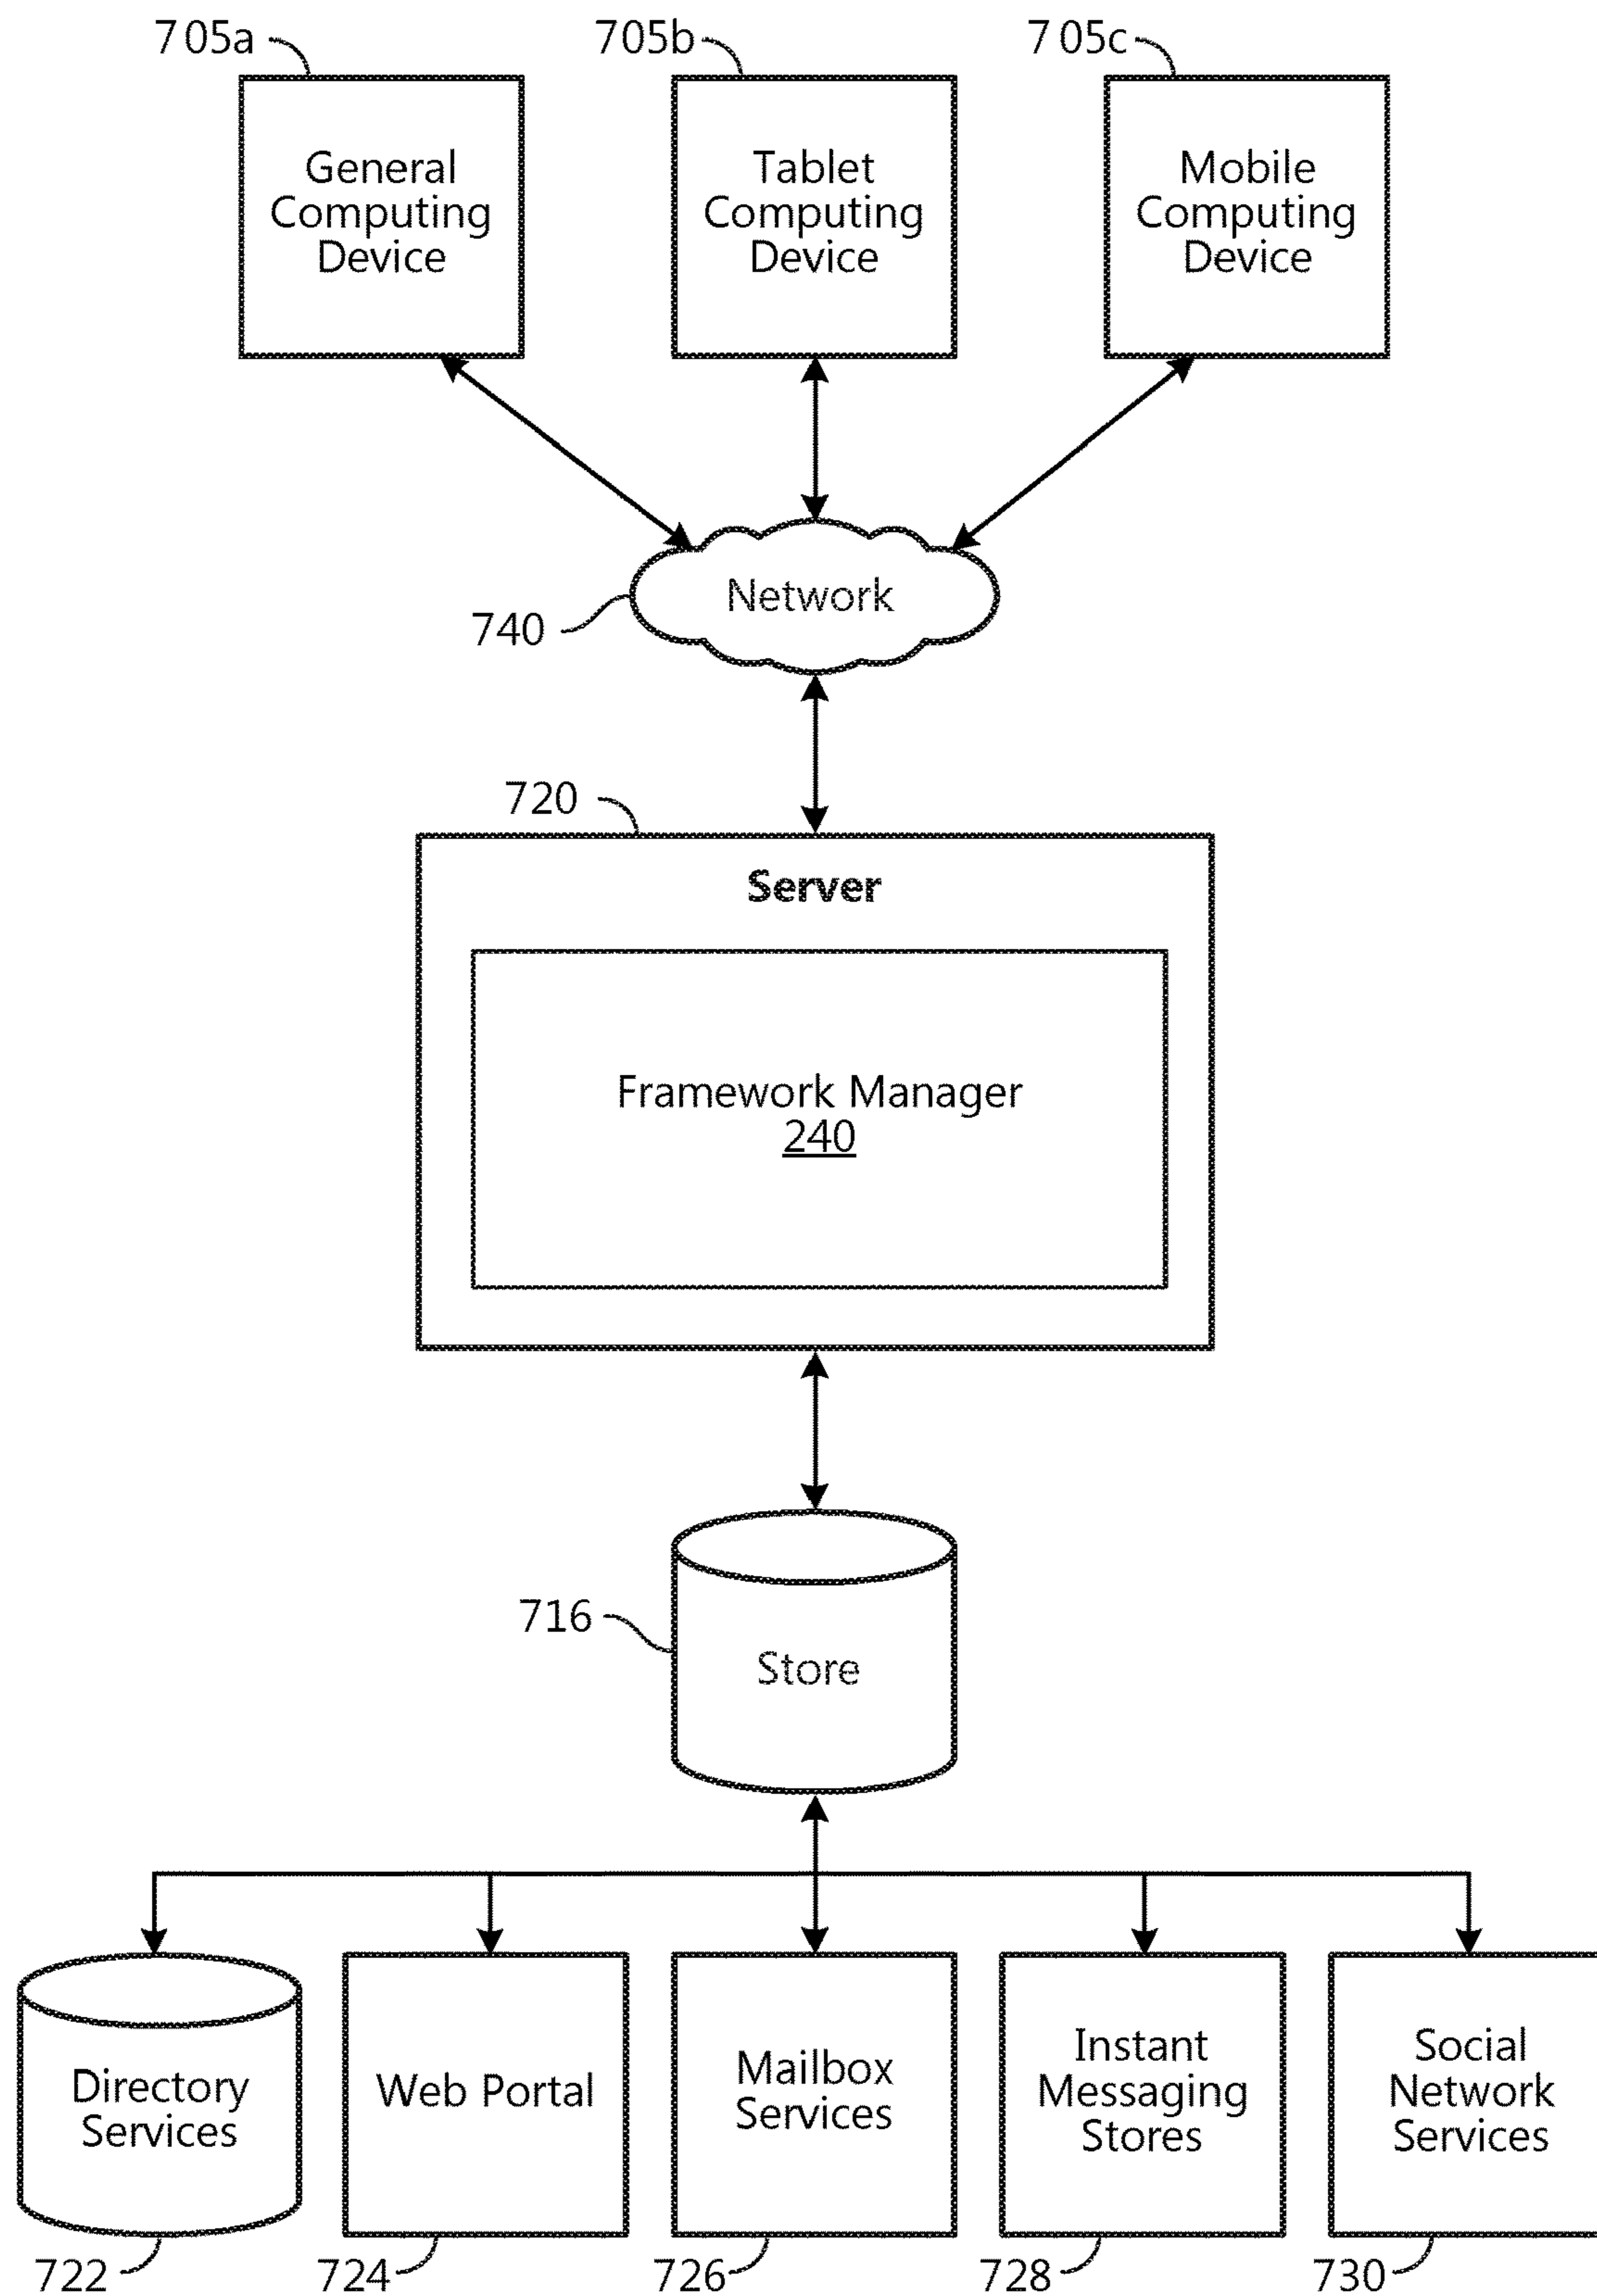 705a
705b
705c
General
Computing
Device
Tablet
Computing
Device
Mobile
Computing
Device
Network
740
720
Server
Framework Manager
240
716
Store
Directory
Services
Web Portal
Mailbox
Services
Instant
Messaging
Stores
Social
Network
Services
722
724
726
728
730